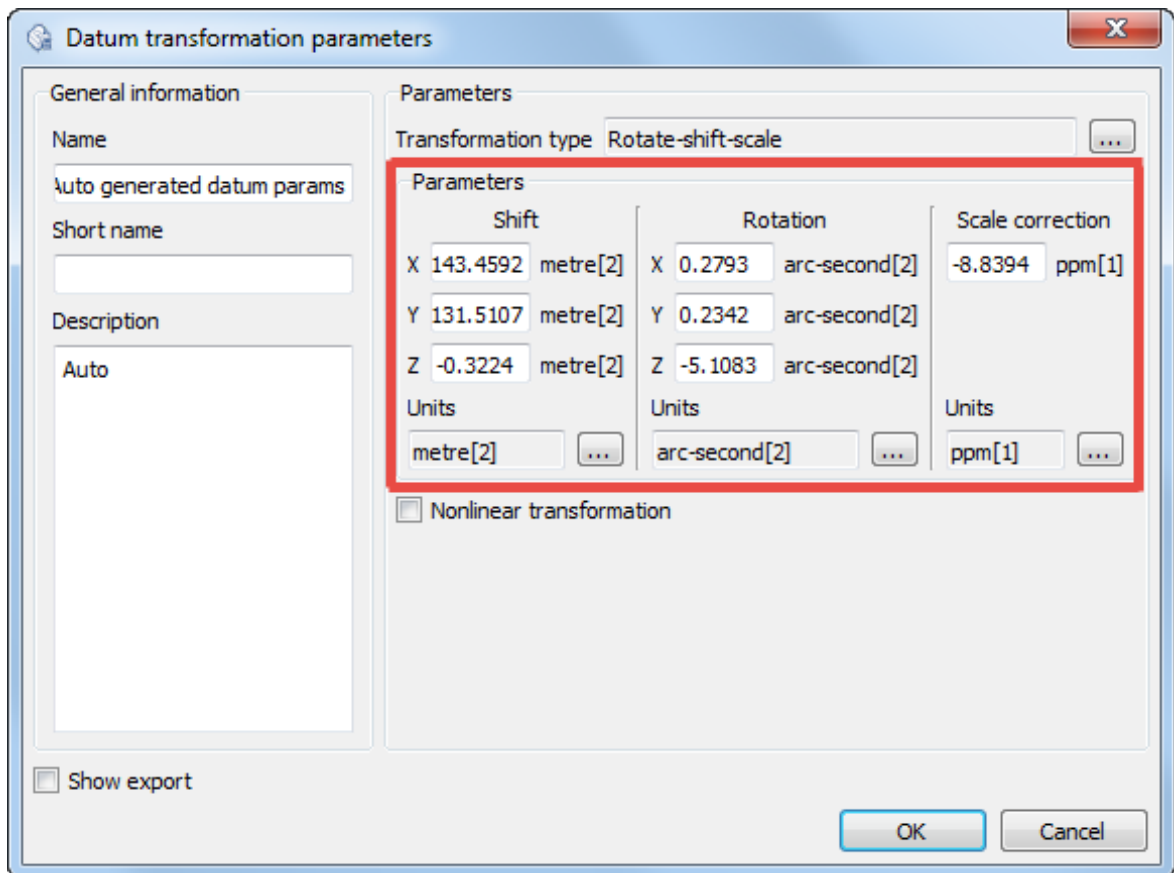 Datum transformation parameters
General information
Name
Auto generated datum params
Short name
Description
Auto
Parameters
Transformation type Rotate-shift-scale ...
Parameters
Shift Rotation Scale correction
X 143.4592 metre[2] X 0.2793 arc-second[2] -8.8394 ppm[1]
Y 131.5107 metre[2] Y 0.2342 arc-second[2]
Z -0.3224 metre[2] Z -5.1083 arc-second[2]
Units Units Units
metre[2] ... arc-second[2] ... ppm[1] ...
Nonlinear transformation
Show export
OK Cancel